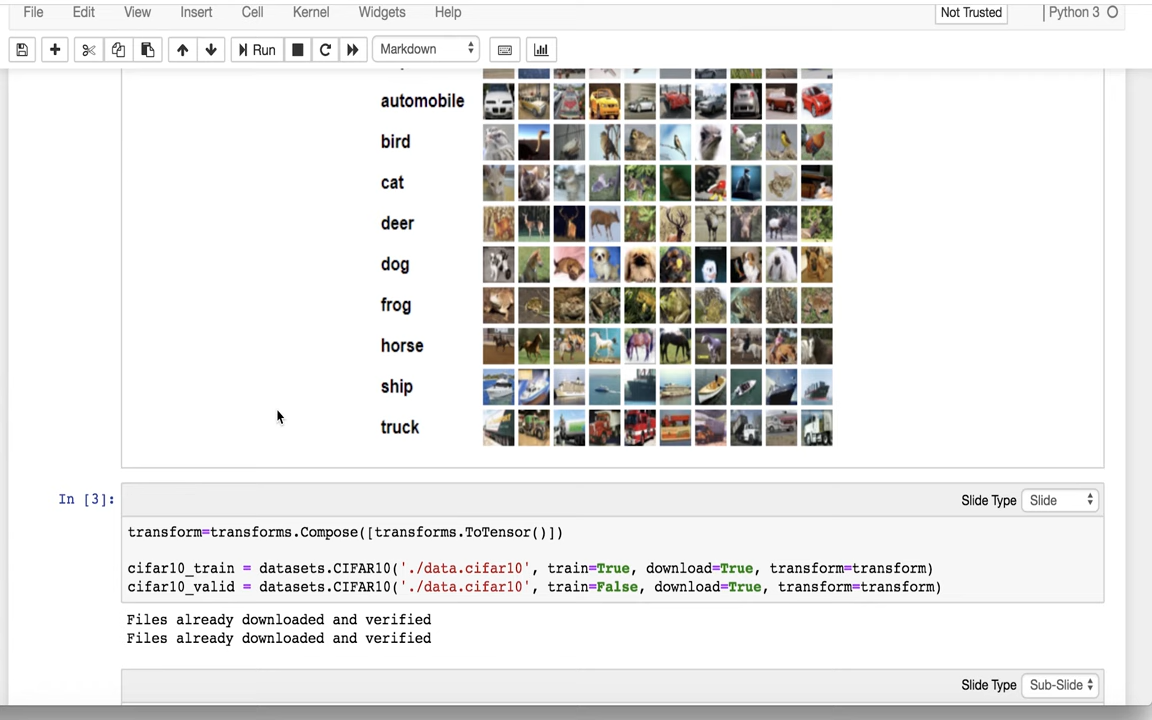 File Edit View Insert Cell Kernel Widgets Help Not Trusted Python 3
Run Markdown
automobile
bird
cat
deer
dog
frog
horse
ship
truck
In [3]: Slide Type Slide
transform=transforms.Compose([transforms.ToTensor()])
cifar10_train = datasets.CIFAR10('./data.cifar10', train=True, download=True, transform=transform)
cifar10_valid = datasets.CIFAR10('./data.cifar10', train=False, download=True, transform=transform)
Files already downloaded and verified
Files already downloaded and verified
Slide Type Sub-Slide